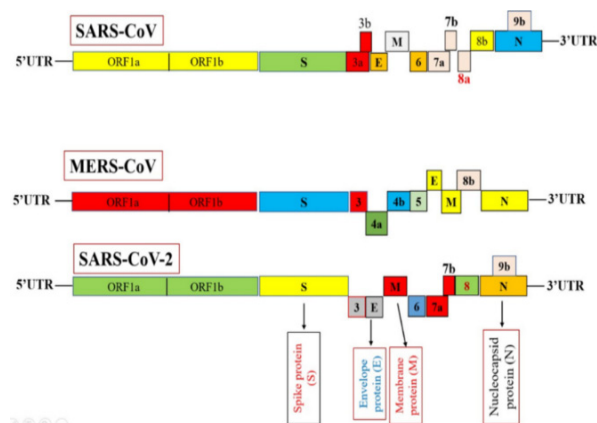 3b
7b
9b
SARS-CoV
M
8b
5'UTR
ORF1a
ORF1b
S
3a
E
6
7a
8a
N
3'UTR
MERS-CoV
E
8b
5'UTR
ORF1a
ORF1b
S
3
4a
4b
5
M
N
3'UTR
SARS-CoV-2
7b
9b
5'UTR
ORF1a
ORF1b
S
3
E
M
6
7a
8
N
3'UTR
Spike protein
(S)
Envelope
protein (E)
Membrane
protein (M)
Nucleocapsid
protein (N)